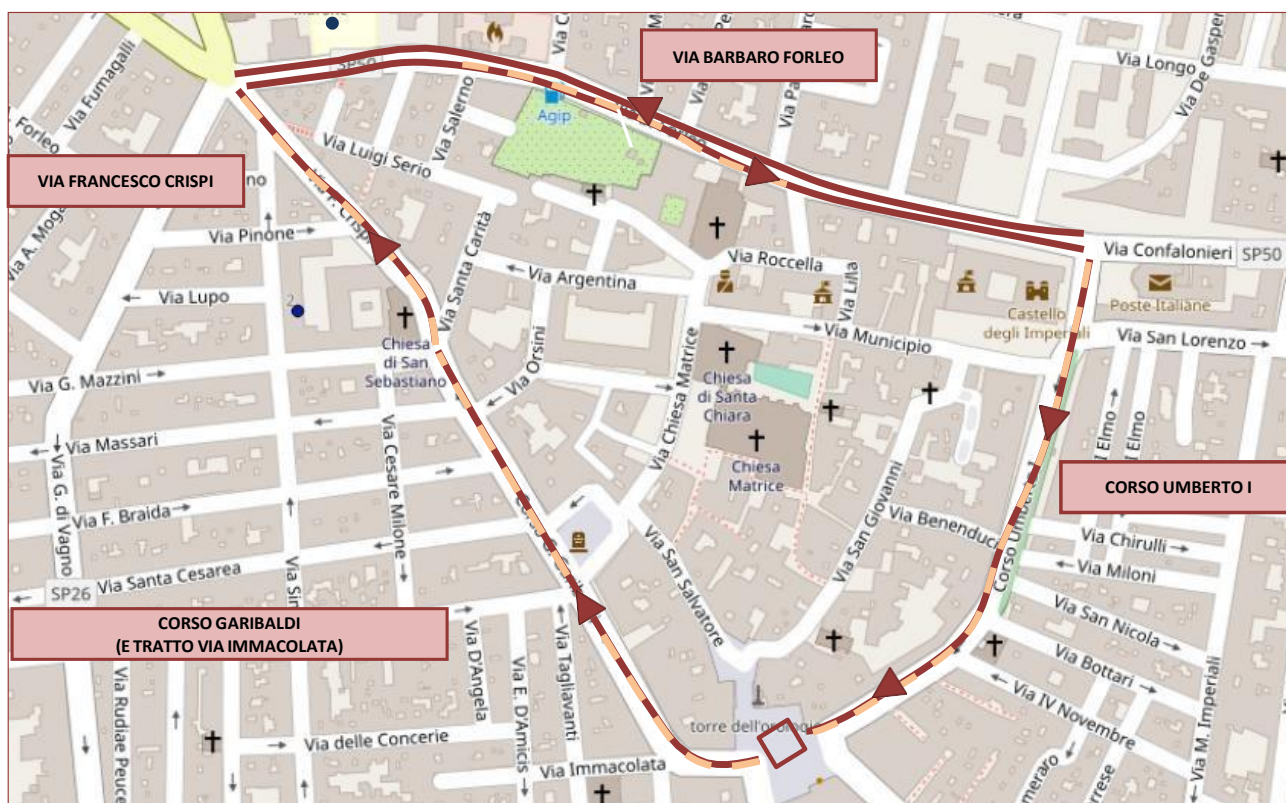 SP50
VIA BARBARO FORLEO
Via Longo
Via De Gasperi
Via Fumagalli
Forleo
Agip
Via Salerno
Via Luigi Serio
VIA FRANCESCO CRISPI
Via Pinone
Via Santa Carità
Via Argentina
Via Roccella
Via Lilla
Via Confalonieri
SP50
Poste Italiane
Castello
degli Imperiali
Via Lupo
2
Via Municipio
Via San Lorenzo
Chiesa
di San
Sebastiano
Via Orsini
Via Chiesa Matrice
Chiesa
di Santa
Chiara
Via G. Mazzini
Via Massari
Via Cesare Milone
Chiesa
Matrice
Via San Giovanni
I Elmo
I Elmo
CORSO UMBERTO I
Via G. di Vagno
Via F. Braida
Via Benenduci
Corso Umberto
Via Chirulli
Via Miloni
Via Santa Cesarea
SP26
Via San Salvatore
Via San Nicola
CORSO GARIBALDI
(E TRATTO VIA IMMACOLATA)
Via Bottari
Via IV Novembre
Via M. Imperiali
Via D'Angela
Via E. D'Amicis
Via Tagliavanti
Via Rudiae
torre dell'orologio
Via delle Concerie
Via Immacolata